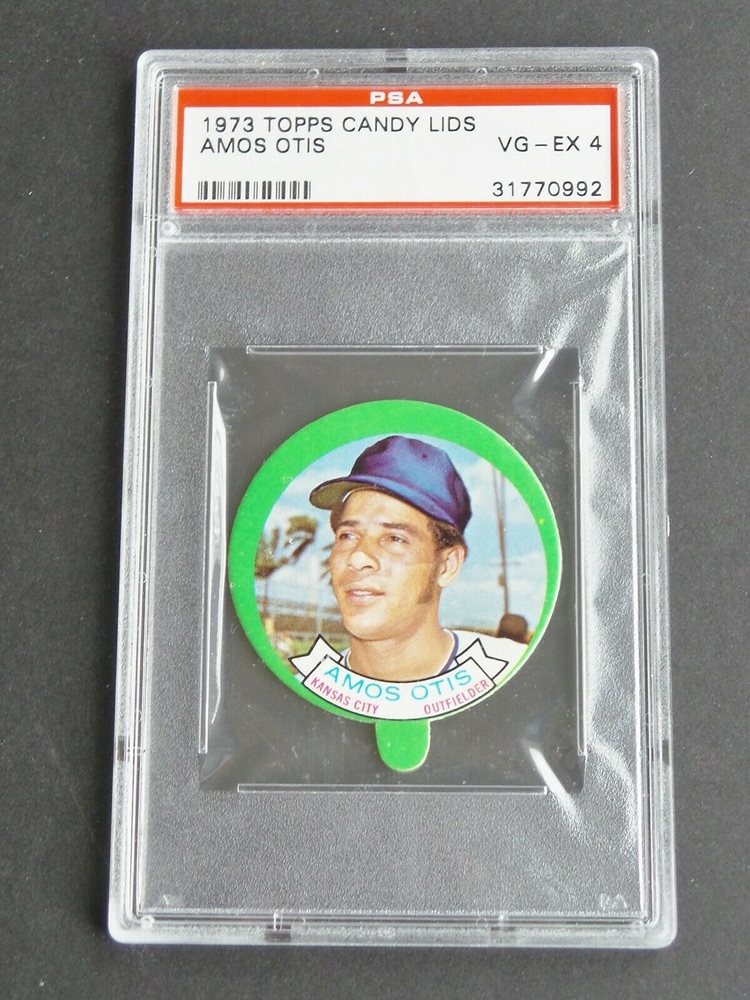 PSA
1973 TOPPS CANDY LIDS
AMOS OTIS VG-EX 4
31770992
AMOS OTIS
KANSAS CITY OUTFIELDER